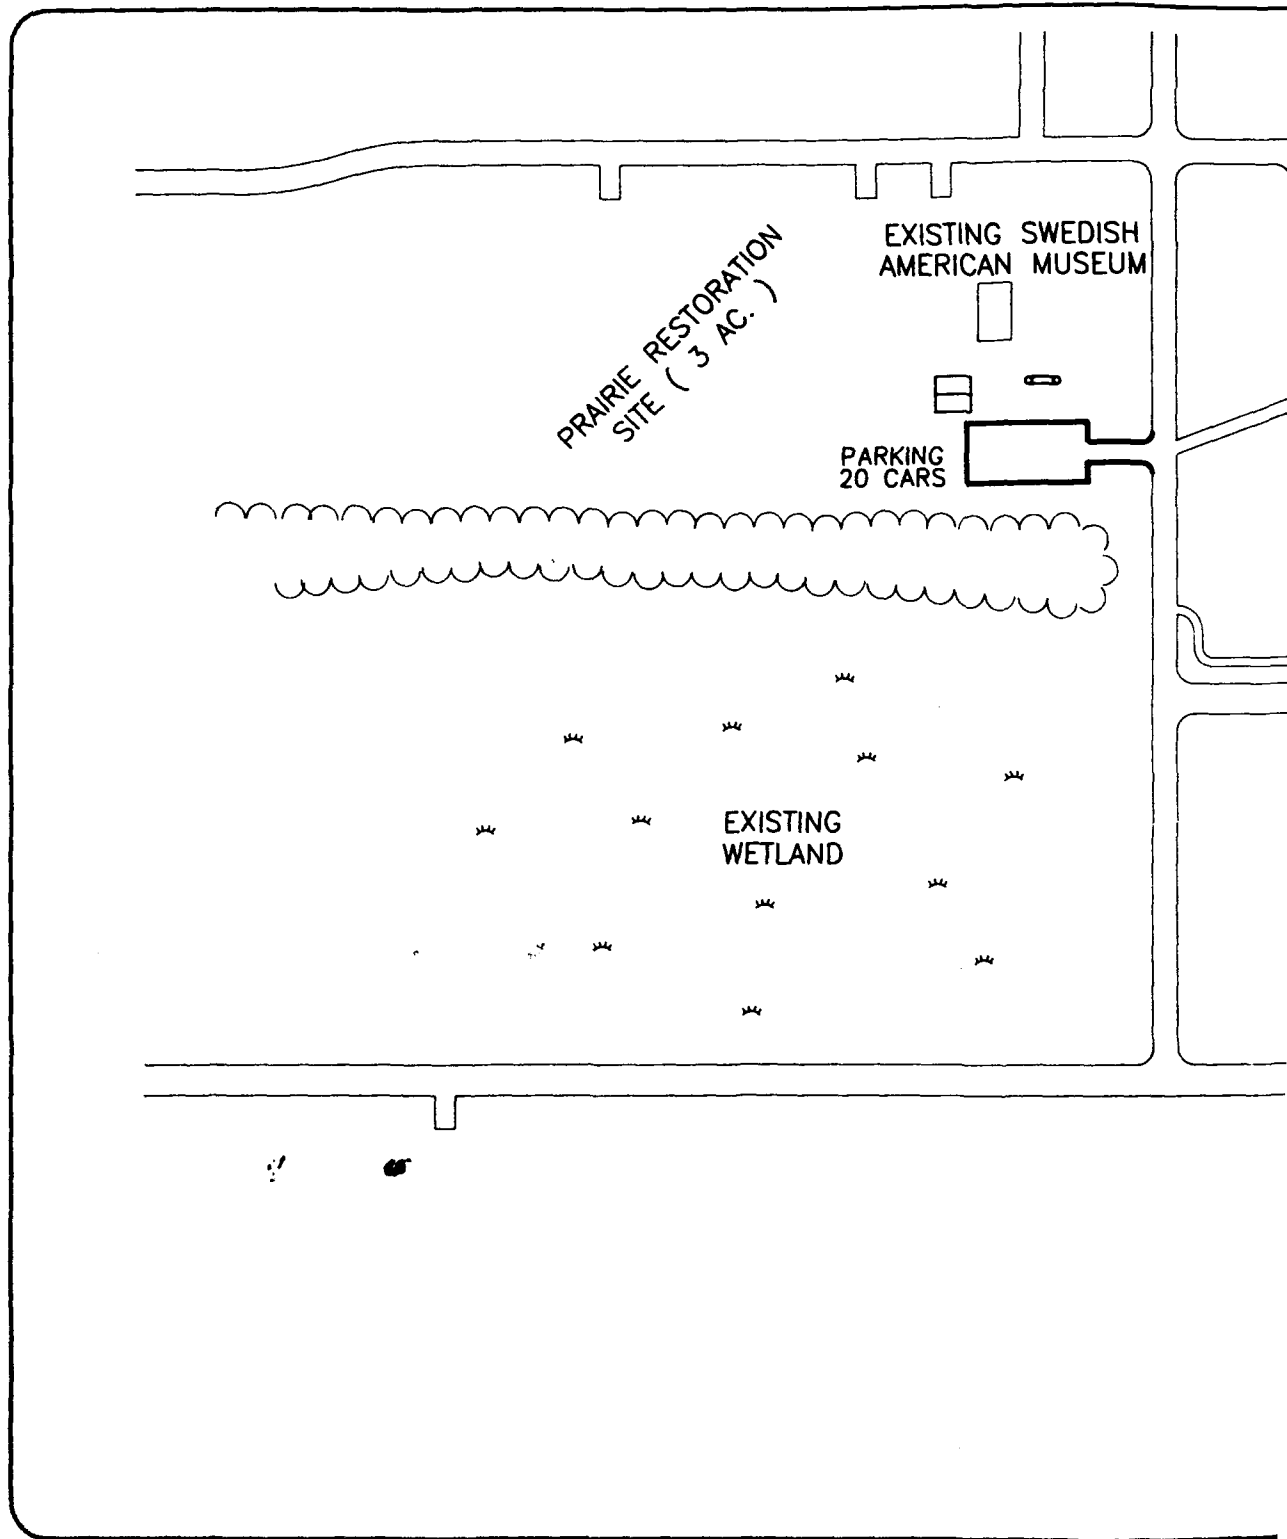 EXISTING SWEDISH
AMERICAN MUSEUM
PRAIRIE RESTORATION
SITE ( 3 AC. )
PARKING
20 CARS
EXISTING
WETLAND